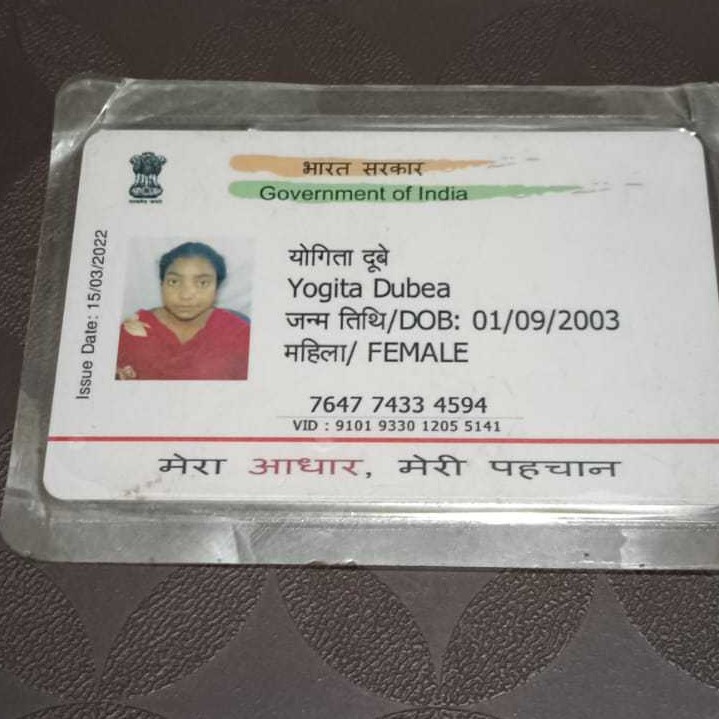 भारत सरकार
Government of India
Issue Date: 15/03/2022
योगिता दूबे
Yogita Dubea
जन्म तिथि/DOB: 01/09/2003
महिला/ FEMALE
7647 7433 4594
VID : 9101 9330 1205 5141
मेरा आधार, मेरी पहचान